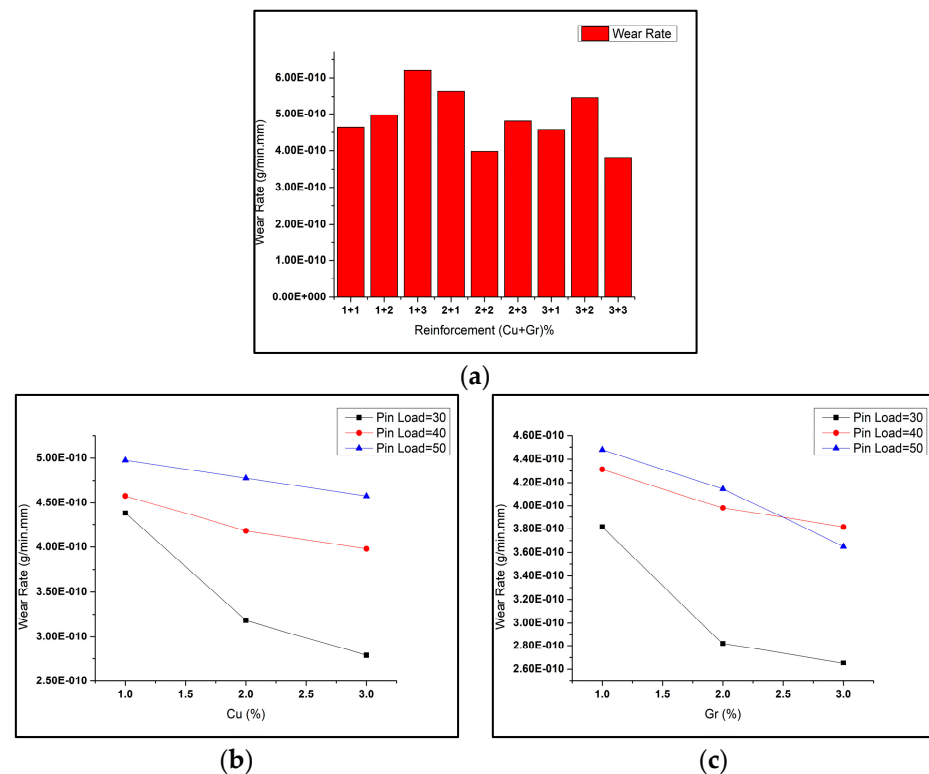 Wear Rate
Wear Rate (g/min.mm)
6.00E-010
5.00E-010
4.00E-010
3.00E-010
2.00E-010
1.00E-010
0.00E+000
1+1 1+2 1+3 2+1 2+2 2+3 3+1 3+2 3+3
Reinforcement (Cu+Gr)%
(a)
Pin Load=30
Pin Load=40
Pin Load=50
Wear Rate (g/min.mm)
5.00E-010
4.50E-010
4.00E-010
3.50E-010
3.00E-010
2.50E-010
1.0 1.5 2.0 2.5 3.0
Cu (%)
(b)
Pin Load=30
Pin Load=40
Pin Load=50
Wear Rate (g/min.mm)
4.60E-010
4.40E-010
4.20E-010
4.00E-010
3.80E-010
3.60E-010
3.40E-010
3.20E-010
3.00E-010
2.80E-010
2.60E-010
1.0 1.5 2.0 2.5 3.0
Gr (%)
(c)